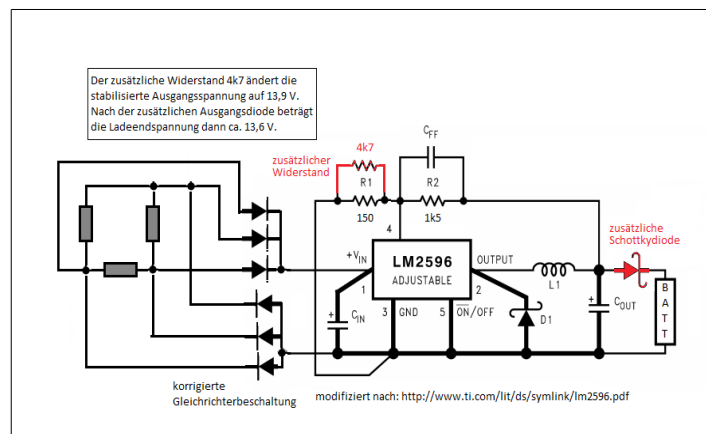 Der zusätzliche Widerstand 4k7 ändert die
stabilisierte Ausgangsspannung auf 13,9 V.
Nach der zusätzlichen Ausgangsdiode beträgt
die Ladeendspannung dann ca. 13,6 V.
zusätzlicher
Widerstand
4k7
R1
150
CFF
R2
1k5
4
+VIN
1
LM2596
ADJUSTABLE
OUTPUT
2
L1
zusätzliche
Schottkydiode
+
CIN
3
GND
5
ON/OFF
D1
+
COUT
BATT
korrigierte
Gleichrichterbeschaltung
modifiziert nach: http://www.ti.com/lit/ds/symlink/lm2596.pdf